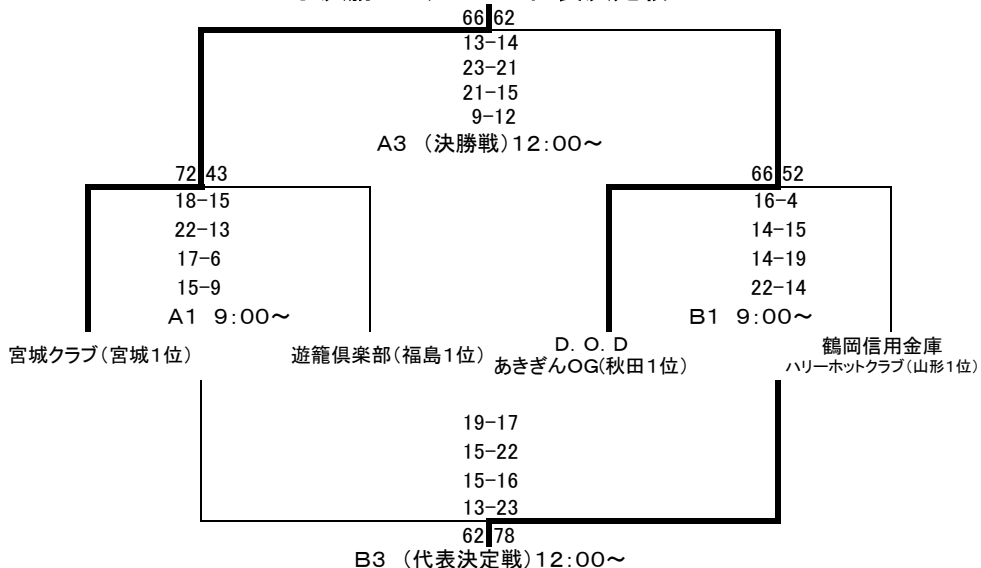 66 62
13-14
23-21
21-15
9-12
A3 （決勝戦）12:00～
72 43
66 52
18-15
22-13
17-6
15-9
A1 9:00～
16-4
14-15
14-19
22-14
B1 9:00～
宮城クラブ（宮城1位）
遊籠倶楽部（福島1位）
D．O．D
あきぎんOG(秋田1位)
鶴岡信用金庫
ハリーホットクラブ（山形1位）
19-17
15-22
15-16
13-23
62 78
B3 （代表決定戦）12:00～